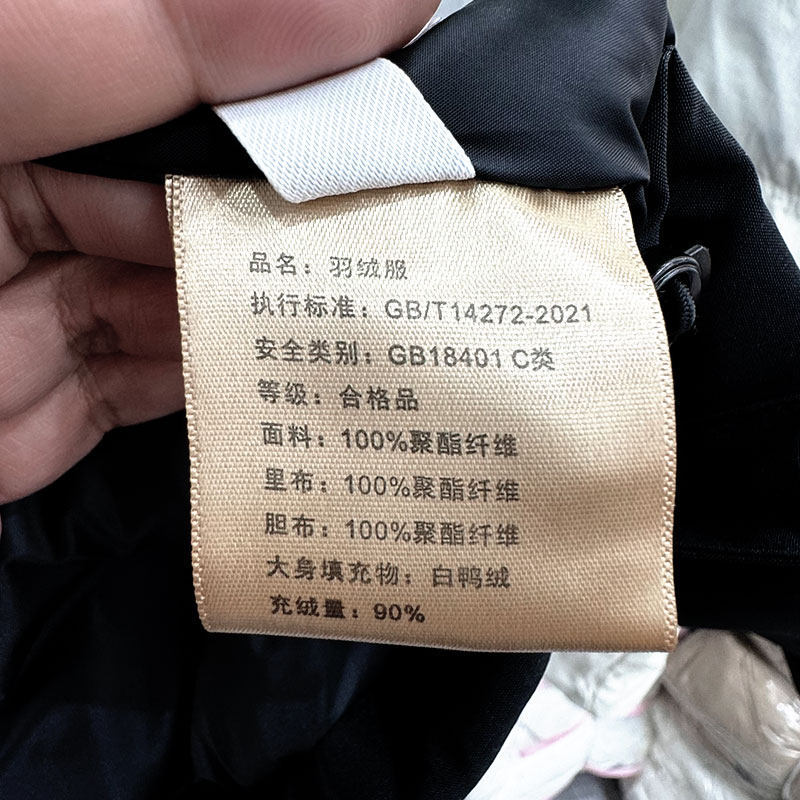 品名：羽绒服
执行标准：GB/T14272-2021
安全类别：GB18401 C类
等级：合格品
面料：100%聚酯纤维
里布：100%聚酯纤维
胆布：100%聚酯纤维
大身填充物：白鸭绒
充绒量：90%